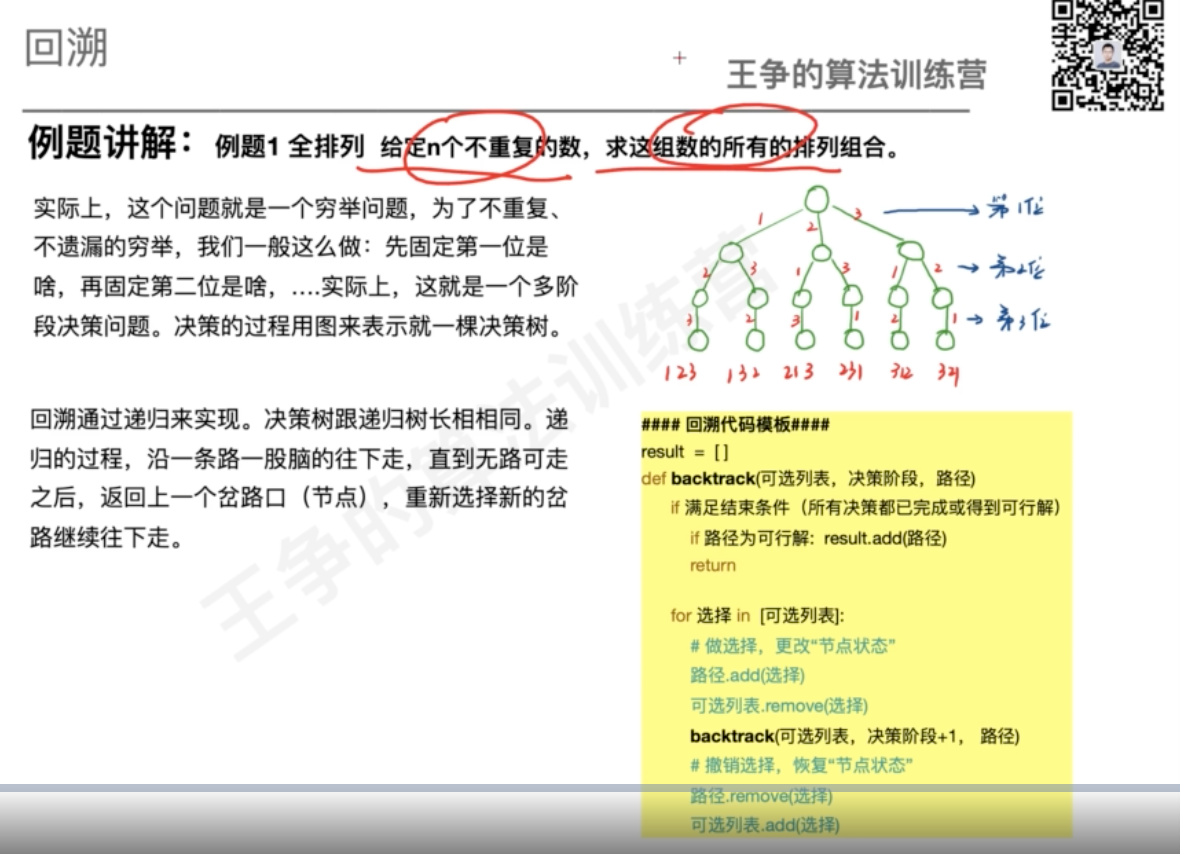 回溯
王争的算法训练营
例题讲解： 例题1 全排列 给定n个不重复的数，求这组数的所有的排列组合。
实际上，这个问题就是一个穷举问题，为了不重复、
不遗漏的穷举，我们一般这么做：先固定第一位是
啥，再固定第二位是啥，....实际上，这就是一个多阶
段决策问题。决策的过程用图来表示就一棵决策树。
回溯通过递归来实现。决策树跟递归树长相相同。递
归的过程，沿一条路一股脑的往下走，直到无路可走
之后，返回上一个岔路口（节点），重新选择新的岔
路继续往下走。
1 2 3 第1位
2 3 1 3 1 2 第2位
3 2 3 1 2 1 第3位
123 132 213 231 312 321
#### 回溯代码模板####
result = []
def backtrack(可选列表，决策阶段，路径)
if 满足结束条件（所有决策都已完成或得到可行解）
if 路径为可行解：result.add(路径)
return
for 选择 in [可选列表]:
# 做选择，更改“节点状态”
路径.add(选择)
可选列表.remove(选择)
backtrack(可选列表，决策阶段+1， 路径)
# 撤销选择，恢复“节点状态”
路径.remove(选择)
可选列表.add(选择)
王争的算法训练营